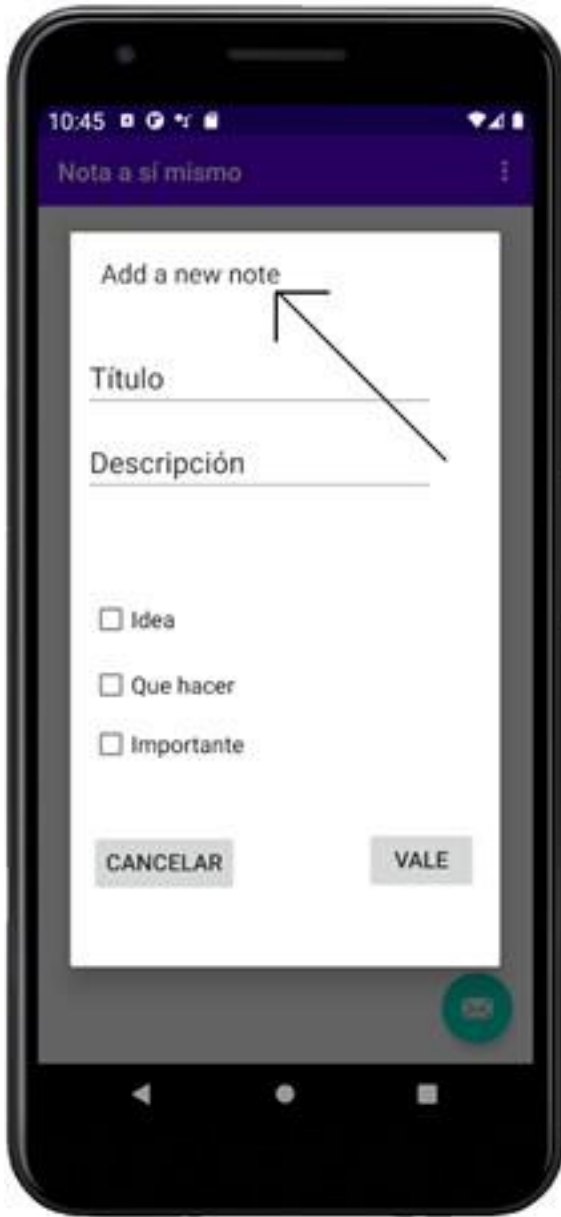 10:45
Nota a sí mismo
Add a new note
Título
Descripción
Idea
Que hacer
Importante
CANCELAR VALE